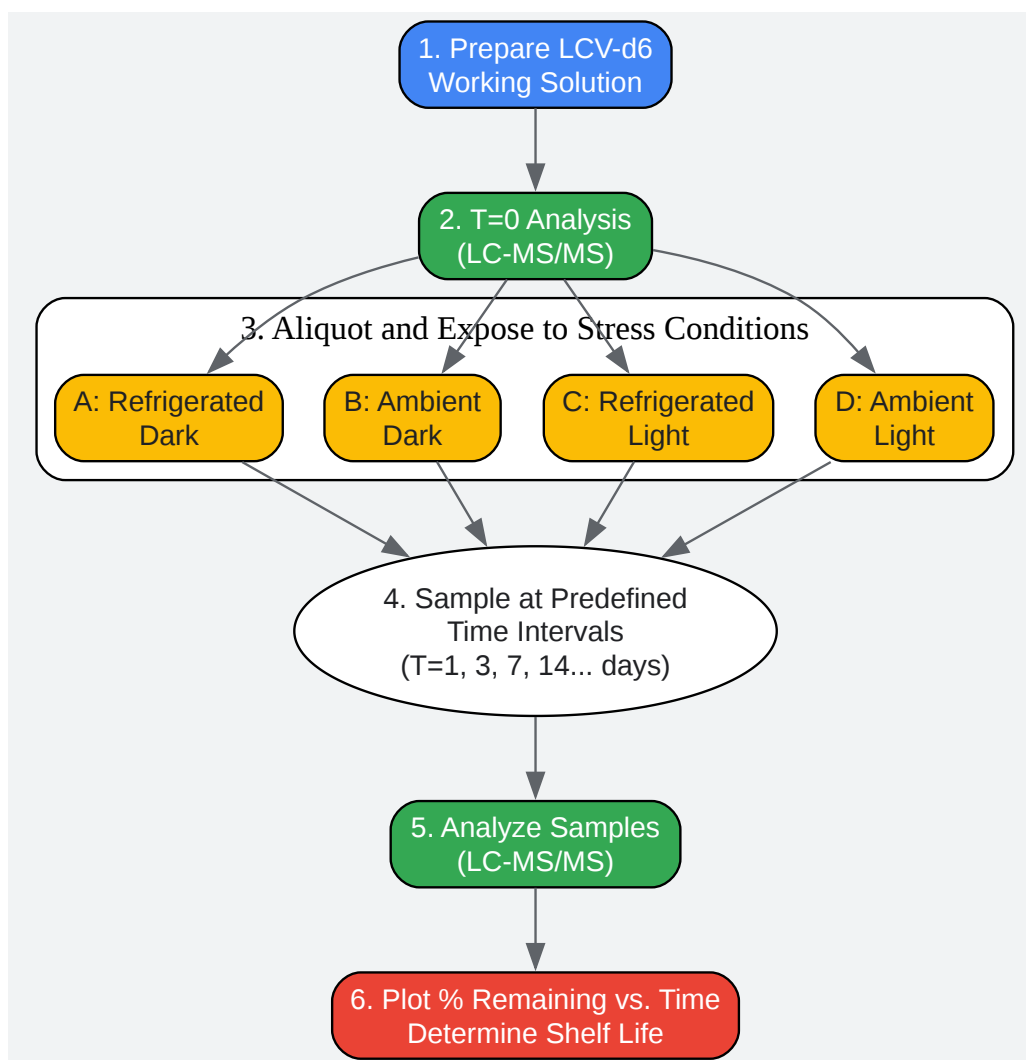 1. Prepare LCV-d6
Working Solution
2. T=0 Analysis
(LC-MS/MS)
3. Aliquot and Expose to Stress Conditions
A: Refrigerated
Dark
B: Ambient
Dark
C: Refrigerated
Light
D: Ambient
Light
4. Sample at Predefined
Time Intervals
(T=1, 3, 7, 14... days)
5. Analyze Samples
(LC-MS/MS)
6. Plot % Remaining vs. Time
Determine Shelf Life